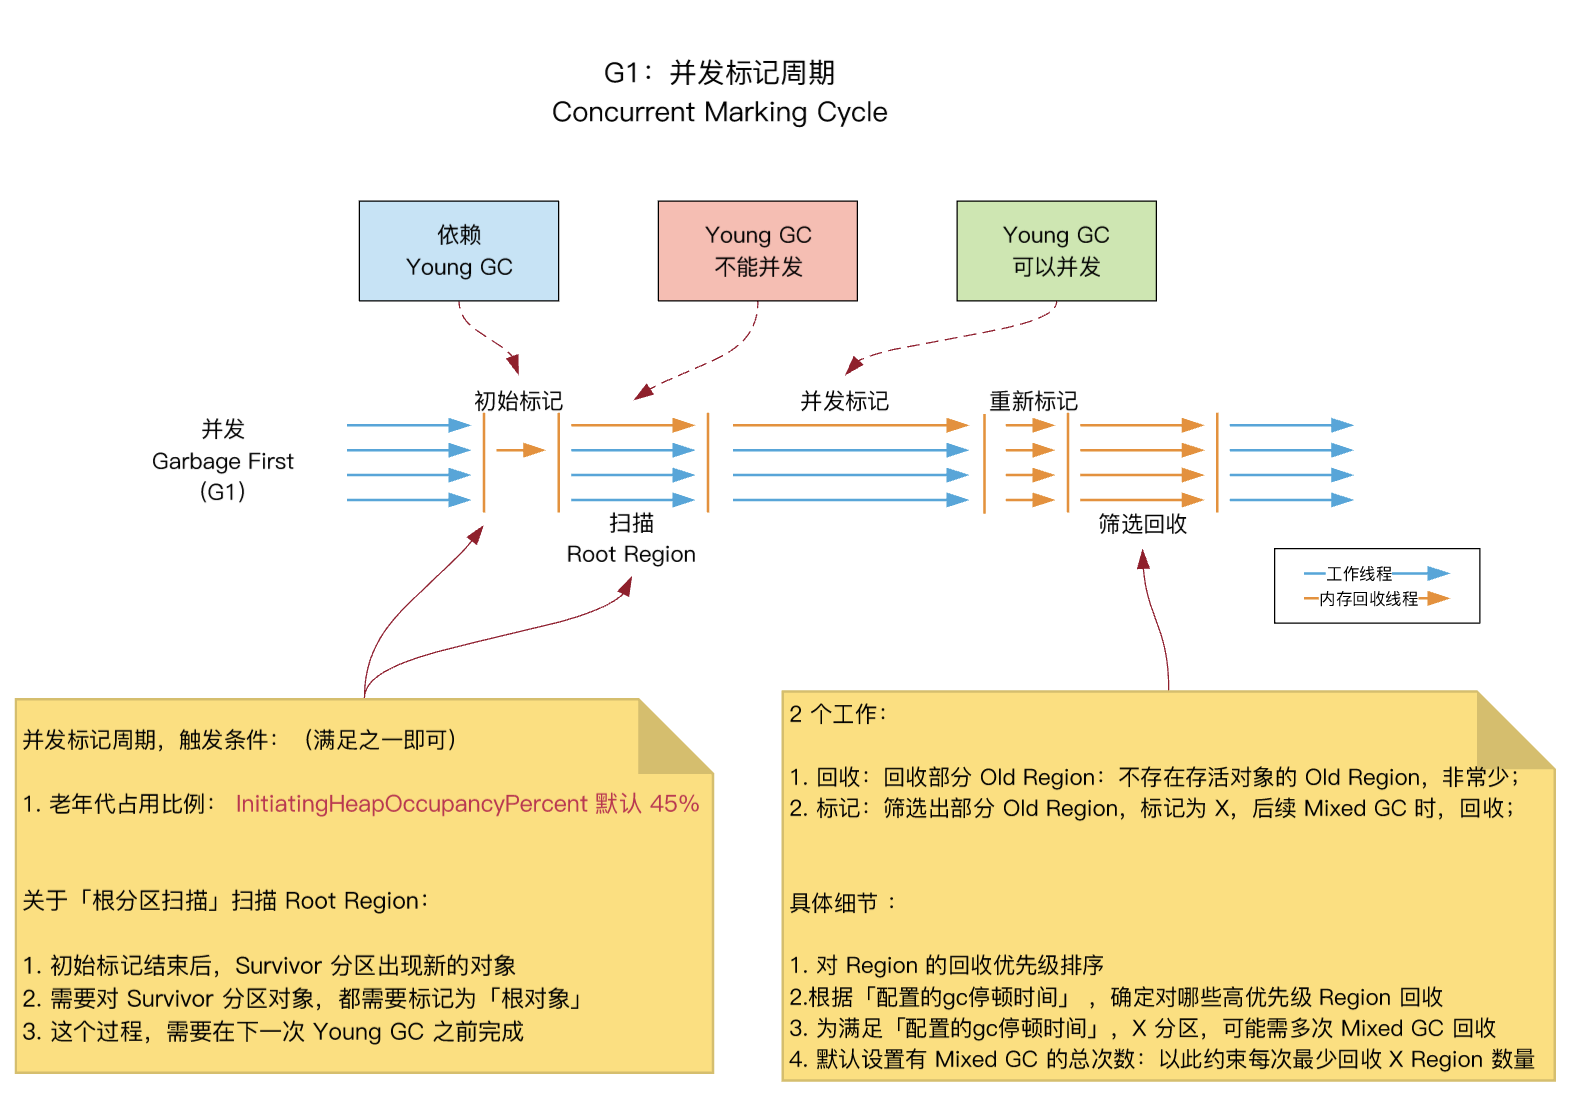 G1：并发标记周期
Concurrent Marking Cycle
依赖
Young GC
Young GC
不能并发
Young GC
可以并发
初始标记
并发标记
重新标记
并发
Garbage First
（G1）
扫描
Root Region
筛选回收
工作线程
内存回收线程
并发标记周期，触发条件：（满足之一即可）
1. 老年代占用比例： InitiatingHeapOccupancyPercent 默认 45%
关于「根分区扫描」扫描 Root Region：
1. 初始标记结束后，Survivor 分区出现新的对象
2. 需要对 Survivor 分区对象，都需要标记为「根对象」
3. 这个过程，需要在下一次 Young GC 之前完成
2 个工作：
1. 回收：回收部分 Old Region：不存在存活对象的 Old Region，非常少；
2. 标记：筛选出部分 Old Region，标记为 X，后续 Mixed GC 时，回收；
具体细节 ：
1. 对 Region 的回收优先级排序
2.根据「配置的gc停顿时间」 ，确定对哪些高优先级 Region 回收
3. 为满足「配置的gc停顿时间」，X 分区，可能需多次 Mixed GC 回收
4. 默认设置有 Mixed GC 的总次数：以此约束每次最少回收 X Region 数量